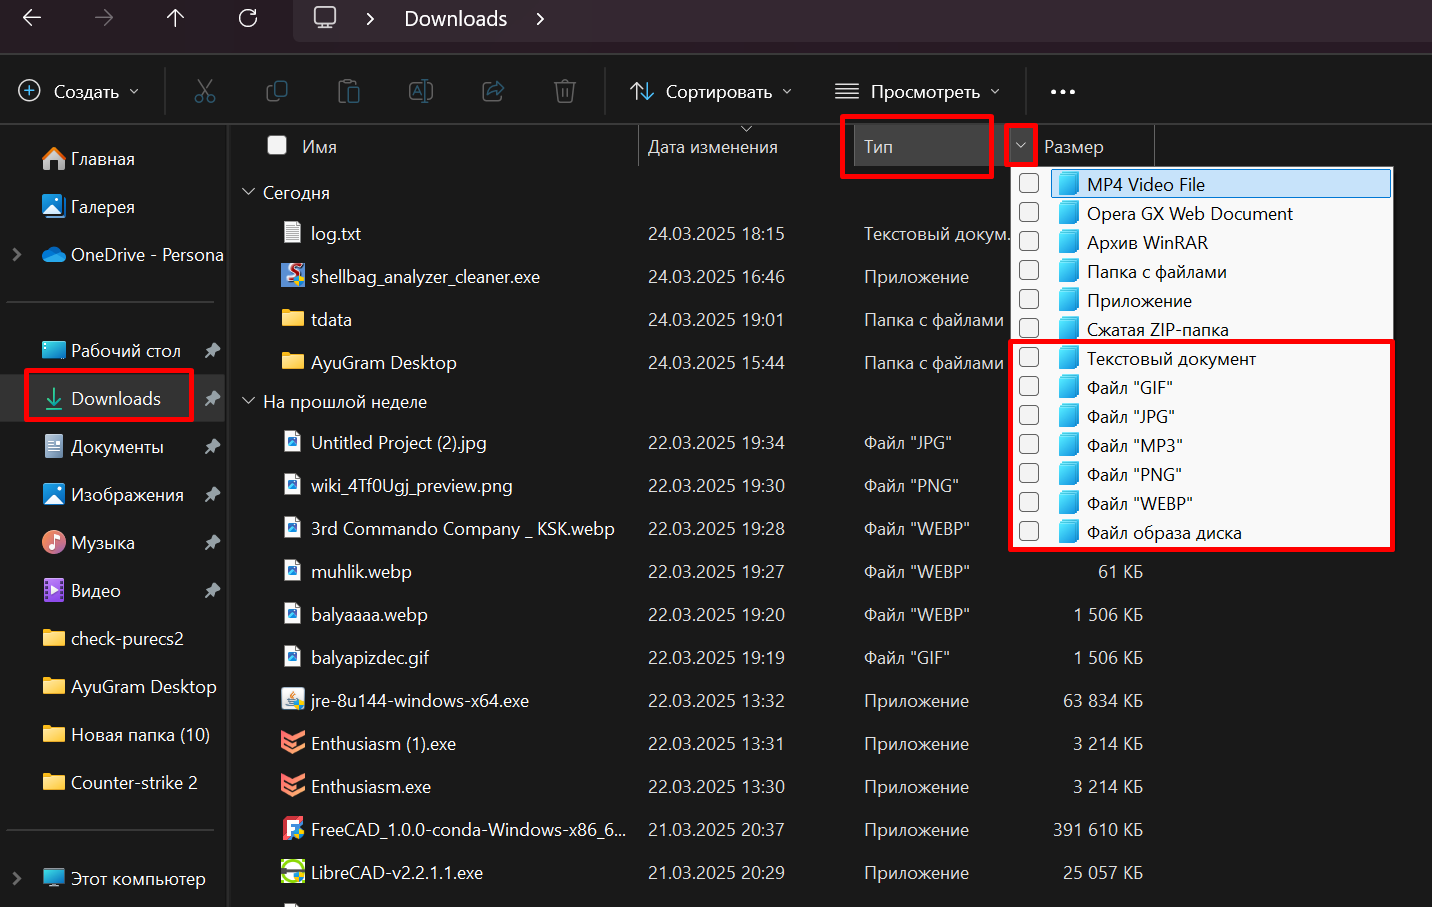 Downloads
Создать
Сортировать
Просмотреть
Имя
Дата изменения
Тип
Размер
Главная
Галерея
OneDrive - Persona
Рабочий стол
Downloads
Документы
Изображения
Музыка
Видео
check-purecs2
AyuGram Desktop
Новая папка (10)
Counter-strike 2
Этот компьютер
Сегодня
log.txt 24.03.2025 18:15 Текстовый докум.
shellbag_analyzer_cleaner.exe 24.03.2025 16:46 Приложение
tdata 24.03.2025 19:01 Папка с файлами
AyuGram Desktop 24.03.2025 15:44 Папка с файлами
На прошлой неделе
Untitled Project (2).jpg 22.03.2025 19:34 Файл "JPG"
wiki_4Tf0Ugj_preview.png 22.03.2025 19:30 Файл "PNG"
3rd Commando Company _ KSK.webp 22.03.2025 19:28 Файл "WEBP"
muhlik.webp 22.03.2025 19:27 Файл "WEBP" 61 КБ
balyaaaa.webp 22.03.2025 19:20 Файл "WEBP" 1 506 КБ
balyapizdec.gif 22.03.2025 19:19 Файл "GIF" 1 506 КБ
jre-8u144-windows-x64.exe 22.03.2025 13:32 Приложение 63 834 КБ
Enthusiasm (1).exe 22.03.2025 13:31 Приложение 3 214 КБ
Enthusiasm.exe 22.03.2025 13:30 Приложение 3 214 КБ
FreeCAD_1.0.0-conda-Windows-x86_6... 21.03.2025 20:37 Приложение 391 610 КБ
LibreCAD-v2.2.1.1.exe 21.03.2025 20:29 Приложение 25 057 КБ
MP4 Video File
Opera GX Web Document
Архив WinRAR
Папка с файлами
Приложение
Сжатая ZIP-папка
Текстовый документ
Файл "GIF"
Файл "JPG"
Файл "MP3"
Файл "PNG"
Файл "WEBP"
Файл образа диска